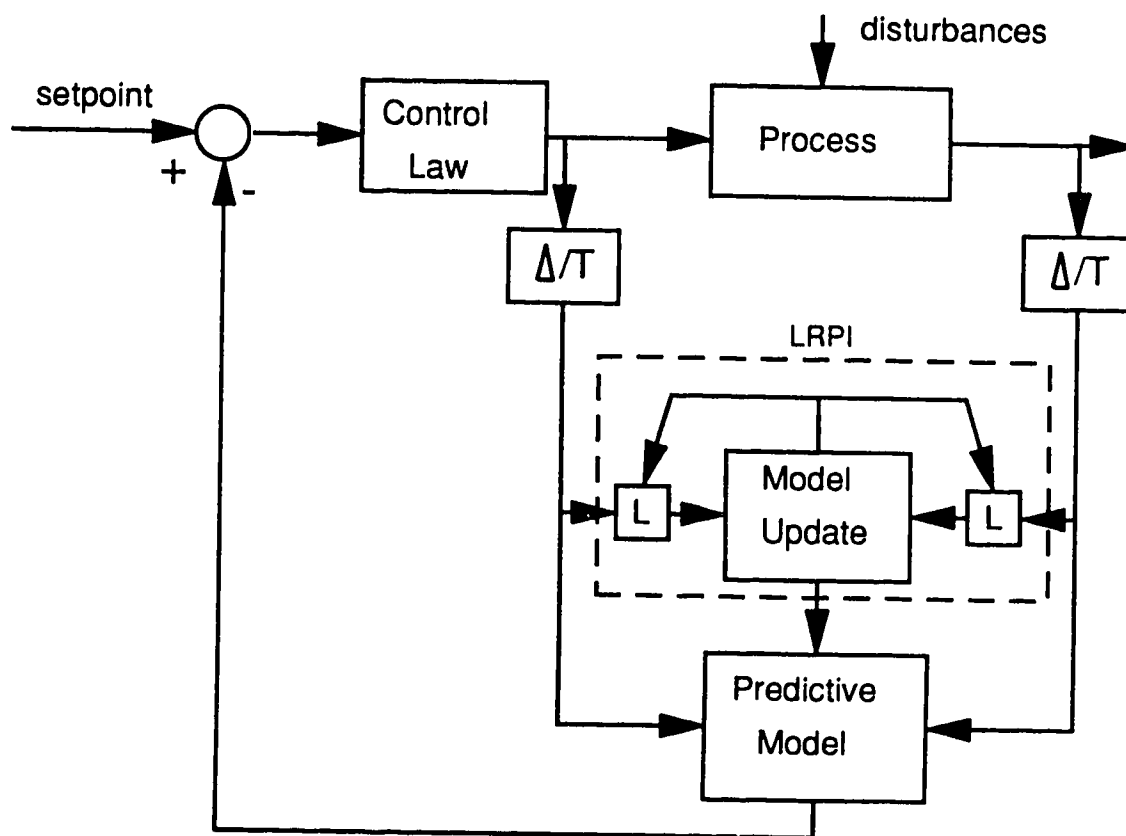 disturbances
setpoint
Control
Law
Process
+
-
Δ/T
Δ/T
LRPI
Model
Update
L
L
Predictive
Model